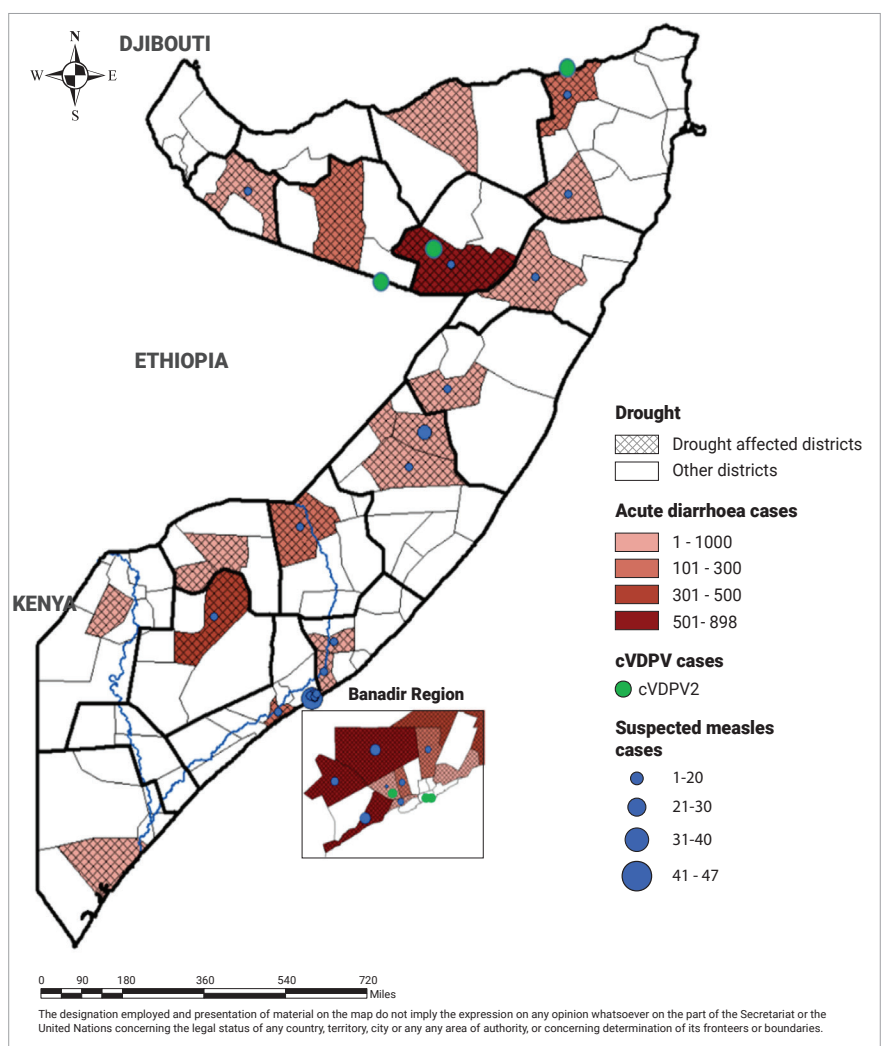 N
W E
S
DJIBOUTI
ETHIOPIA
KENYA
Drought
Drought affected districts
Other districts
Acute diarrhoea cases
1 - 1000
101 - 300
301 - 500
501- 898
cVDPV cases
cVDPV2
Suspected measles
cases
1-20
21-30
31-40
41 - 47
Banadir Region
0 90 180 360 540 720
Miles
The designation employed and presentation of material on the map do not imply the expression on any opinion whatsoever on the part of the Secretariat or the
United Nations concerning the legal status of any country, territory, city or any any area of authority, or concerning determination of its fronteers or boundaries.